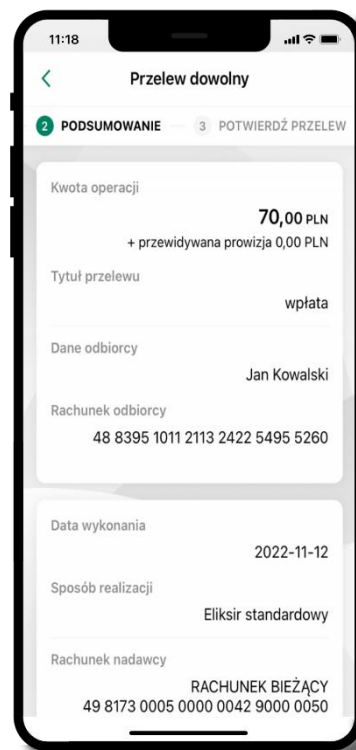 11:18
Przelew dowolny
2 PODSUMOWANIE 3 POTWIERDŹ PRZELEW
Kwota operacji
70,00 PLN
+ przewidywana prowizja 0,00 PLN
Tytuł przelewu
wpłata
Dane odbiorcy
Jan Kowalski
Rachunek odbiorcy
48 8395 1011 2113 2422 5495 5260
Data wykonania
2022-11-12
Sposób realizacji
Eliksir standardowy
Rachunek nadawcy
RACHUNEK BIEŻĄCY
49 8173 0005 0000 0042 9000 0050